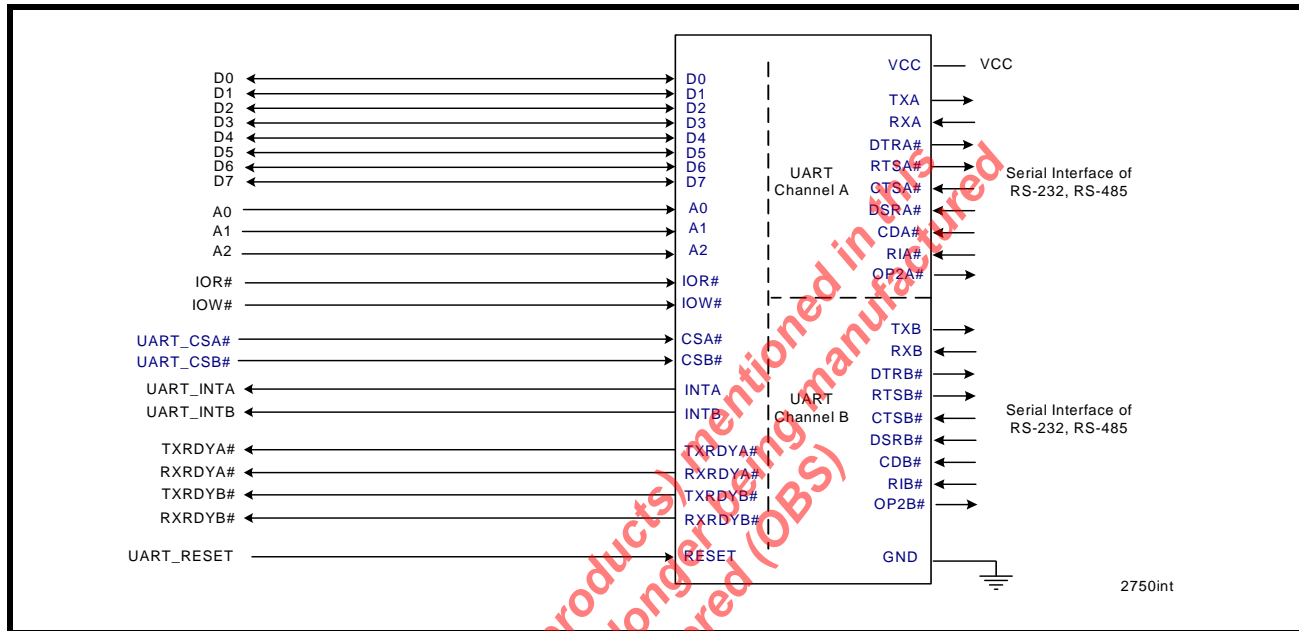 D0
D1
D2
D3
D4
D5
D6
D7
A0
A1
A2
IOR#
IOW#
UART_CSA#
UART_CSB#
UART_INTA
UART_INTB
TXRDYA#
RXRDYA#
TXRDYB#
RXRDYB#
UART_RESET
D0
D1
D2
D3
D4
D5
D6
D7
A0
A1
A2
IOR#
IOW#
CSA#
CSB#
INTA
INTB
TXRDYA#
RXRDYA#
TXRDYB#
RXRDYB#
RESET
UART
Channel A
UART
Channel B
VCC
TXA
RXA
DTRA#
RTSA#
CTSA#
DSRA#
CDA#
RIA#
OP2A#
TXB
RXB
DTRB#
RTSB#
CTSB#
DSRB#
CDB#
RIB#
OP2B#
GND
VCC
Serial Interface of
RS-232, RS-485
Serial Interface of
RS-232, RS-485
2750int
products) mentioned in this
longer being manufactured
red (OBS)